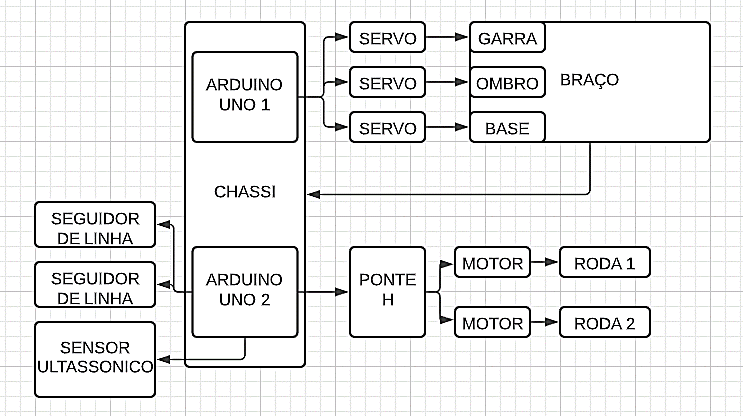 ARDUINO
UNO 1
SERVO
GARRA
SERVO
OMBRO
BRAÇO
SERVO
BASE
CHASSI
SEGUIDOR
DE LINHA
SEGUIDOR
DE LINHA
SENSOR
ULTASSONICO
ARDUINO
UNO 2
PONTE
H
MOTOR
RODA 1
MOTOR
RODA 2